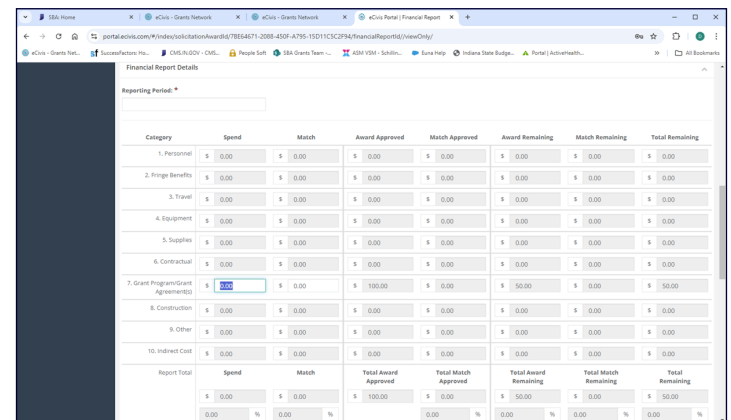 SBA: Home
eCivis - Grants Network
eCivis - Grants Network
eCivis Portal | Financial Report
portal.ecivis.com/#/index/solicitationAward/7BE64671-2088-450F-A795-15D11C5C2F94/financialReportId//viewOnly/
eCivis - Grants Net...
SuccessFactors: Ho...
CMS.IN.GOV - CMS...
People Soft
SBA Grants Team -...
ASM VSM - Schillin...
Euna Help
Indiana State Budge...
Portal | ActiveHealth...
All Bookmarks
Financial Report Details
Reporting Period: *
Category Spend Match Award Approved Match Approved Award Remaining Match Remaining Total Remaining
1. Personnel $ 0.00 $ 0.00 $ 0.00 $ 0.00 $ 0.00 $ 0.00 $ 0.00
2. Fringe Benefits $ 0.00 $ 0.00 $ 0.00 $ 0.00 $ 0.00 $ 0.00 $ 0.00
3. Travel $ 0.00 $ 0.00 $ 0.00 $ 0.00 $ 0.00 $ 0.00 $ 0.00
4. Equipment $ 0.00 $ 0.00 $ 0.00 $ 0.00 $ 0.00 $ 0.00 $ 0.00
5. Supplies $ 0.00 $ 0.00 $ 0.00 $ 0.00 $ 0.00 $ 0.00 $ 0.00
6. Contractual $ 0.00 $ 0.00 $ 0.00 $ 0.00 $ 0.00 $ 0.00 $ 0.00
7. Grant Program/Grant
Agreement(s) $ 0.00 $ 0.00 $ 100.00 $ 0.00 $ 50.00 $ 0.00 $ 50.00
8. Construction $ 0.00 $ 0.00 $ 0.00 $ 0.00 $ 0.00 $ 0.00 $ 0.00
9. Other $ 0.00 $ 0.00 $ 0.00 $ 0.00 $ 0.00 $ 0.00 $ 0.00
10. Indirect Cost $ 0.00 $ 0.00 $ 0.00 $ 0.00 $ 0.00 $ 0.00 $ 0.00
Report Total Spend Match Total Award Total Match Total Award Total Match Total
Approved Approved Remaining Remaining Remaining
$ 0.00 $ 0.00 $ 100.00 $ 0.00 $ 50.00 $ 0.00 $ 50.00
0.00 % 0.00 % 0.00 % 0.00 % 0.00 % 0.00 %